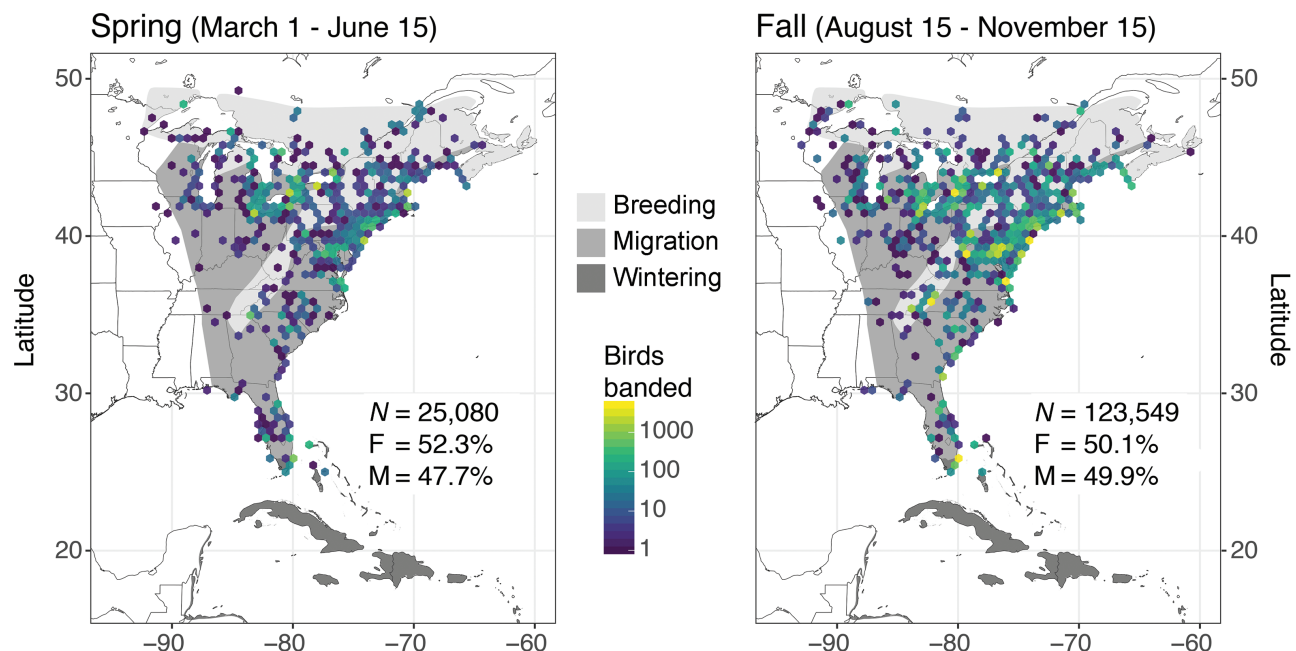 Spring (March 1 - June 15)
50
40
30
20
Latitude
N = 25,080
F = 52.3%
M = 47.7%
−90
−80
−70
−60
Breeding
Migration
Wintering
Birds
banded
1000
100
10
1
Fall (August 15 - November 15)
50
40
30
20
Latitude
N = 123,549
F = 50.1%
M = 49.9%
−90
−80
−70
−60